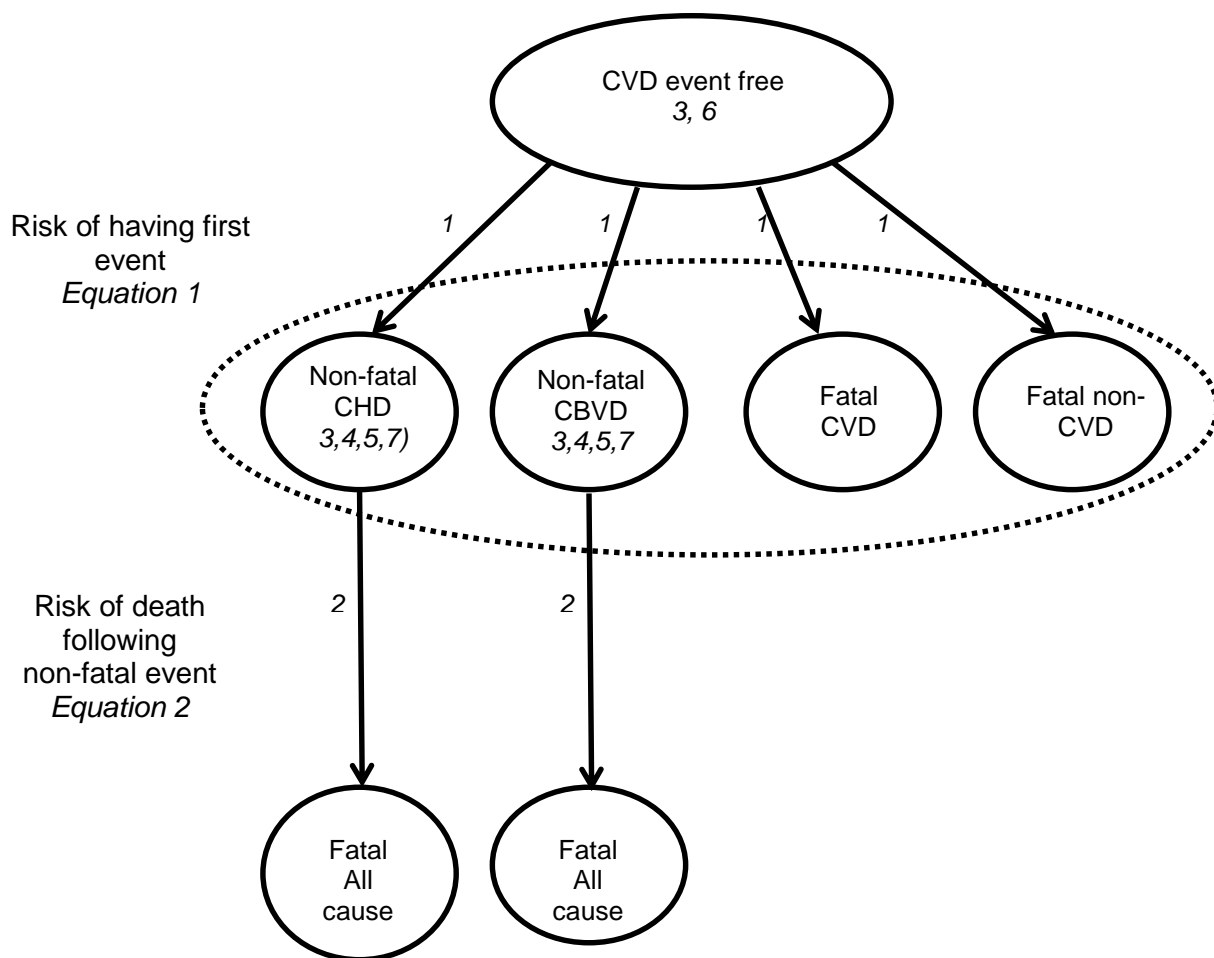 CVD event free
3, 6
Risk of having first
event
Equation 1
1
1
1
1
Non-fatal
CHD
3,4,5,7)
Non-fatal
CBVD
3,4,5,7
Fatal
CVD
Fatal non-
CVD
Risk of death
following
non-fatal event
Equation 2
2
2
Fatal
All
cause
Fatal
All
cause